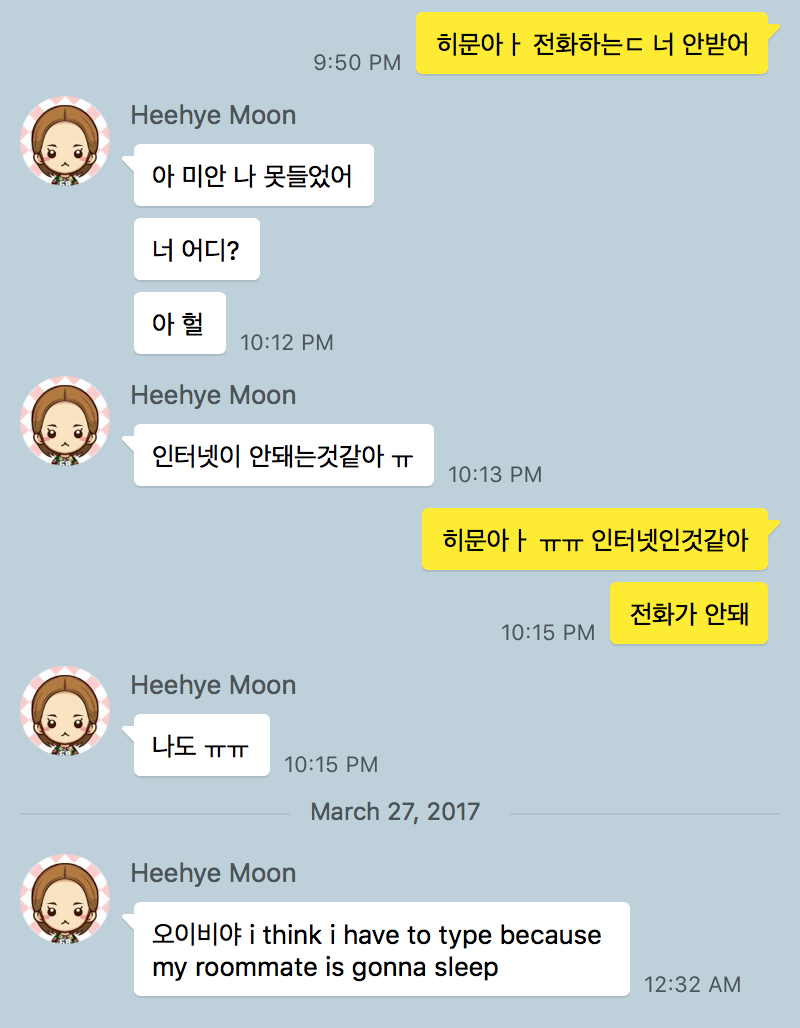 히문아ㅏ 전화하는ㄷ 너 안받어
9:50 PM
Heehye Moon
아 미안 나 못들었어
너 어디?
아 헐
10:12 PM
Heehye Moon
인터넷이 안돼는것같아 ㅠ
10:13 PM
히문아ㅏ ㅠㅠ 인터넷인것같아
전화가 안돼
10:15 PM
Heehye Moon
나도 ㅠㅠ
10:15 PM
March 27, 2017
Heehye Moon
오이비야 i think i have to type because
my roommate is gonna sleep
12:32 AM